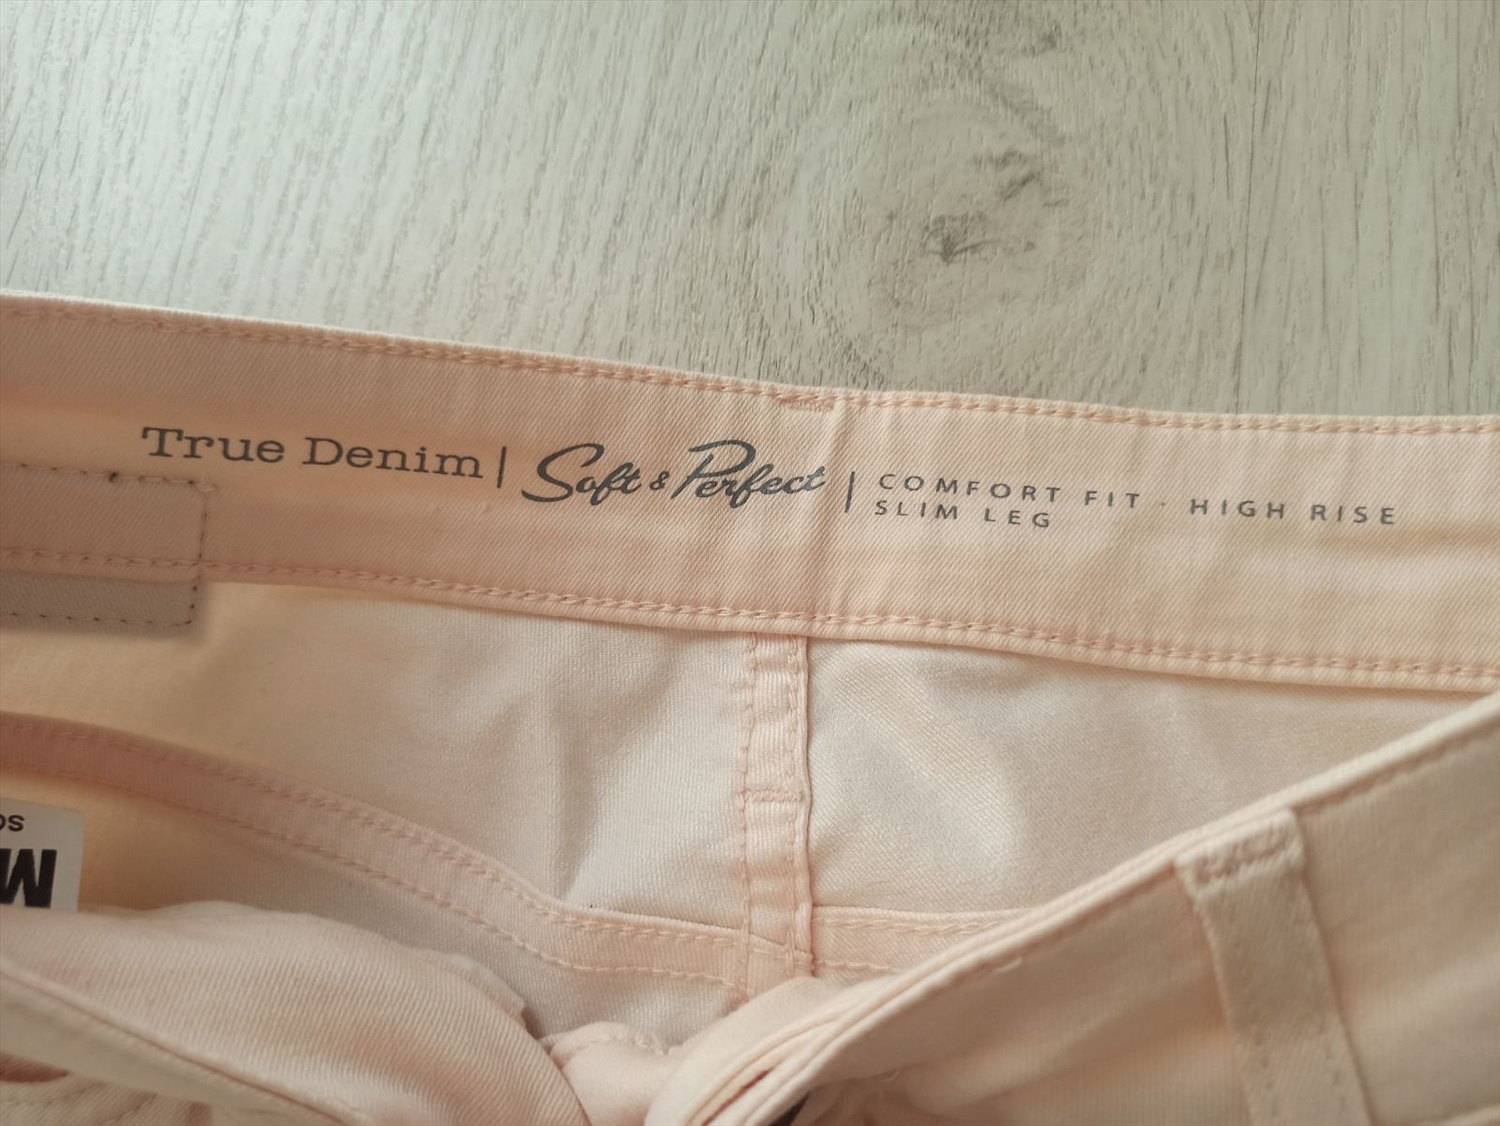 True Denim | Soft & Perfect | COMFORT FIT · HIGH RISE
SLIM LEG
M